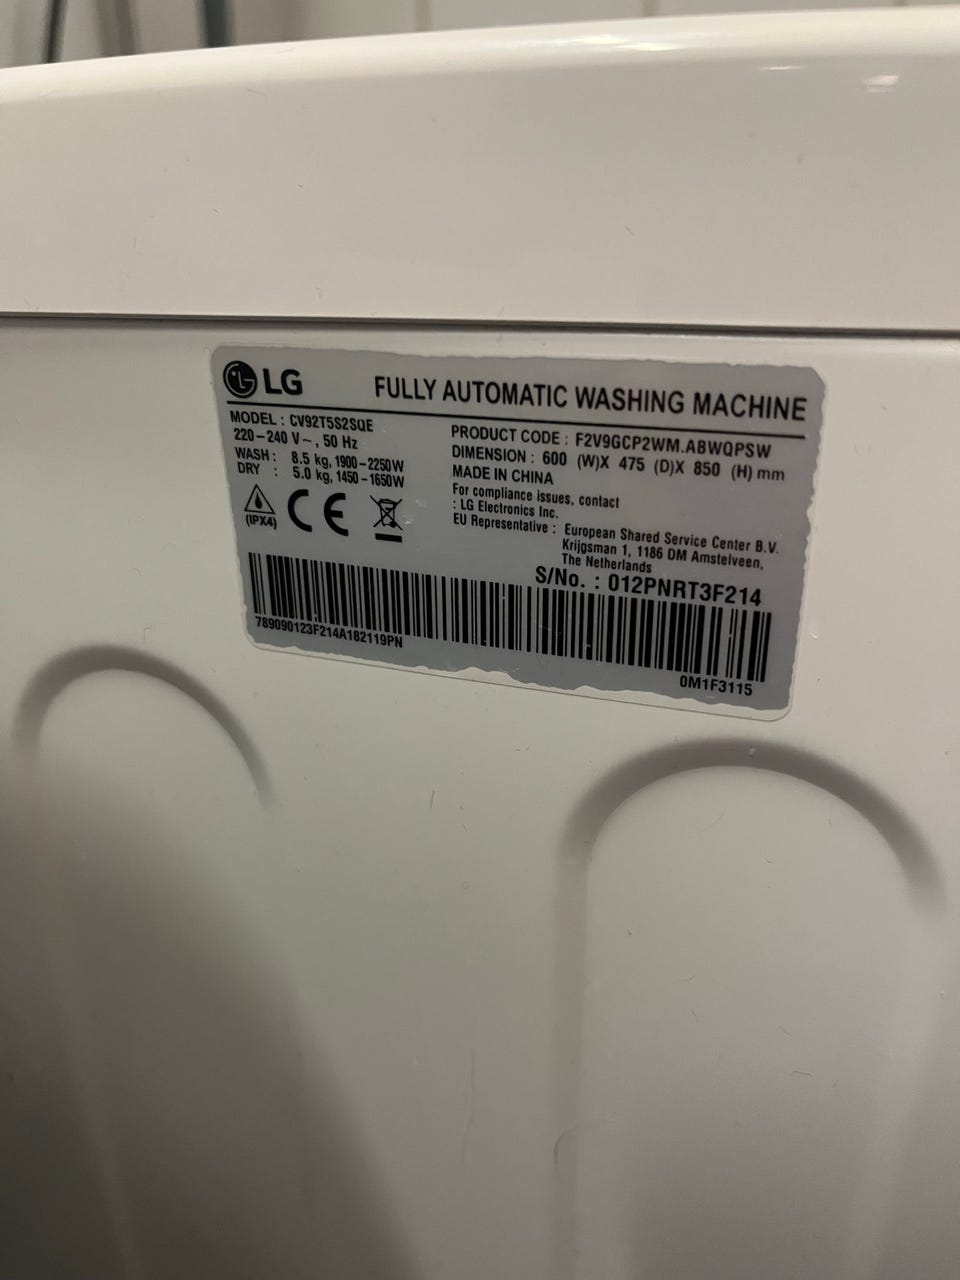 LG FULLY AUTOMATIC WASHING MACHINE
MODEL : CV92T5S2SQE
220-240 V~, 50 Hz
WASH : 8.5 kg, 1900-2250W
DRY : 5.0 kg, 1450-1650W
(IPX4) CE
PRODUCT CODE : F2V9GCP2WM.ABWQPSW
DIMENSION : 600 (W)X 475 (D)X 850 (H) mm
MADE IN CHINA
For compliance issues, contact
: LG Electronics Inc.
EU Representative : European Shared Service Center B.V.
Krijgsman 1, 1186 DM Amstelveen,
The Netherlands
S/No. : 012PNRT3F214
789090123F214A182119PN
0M1F3115